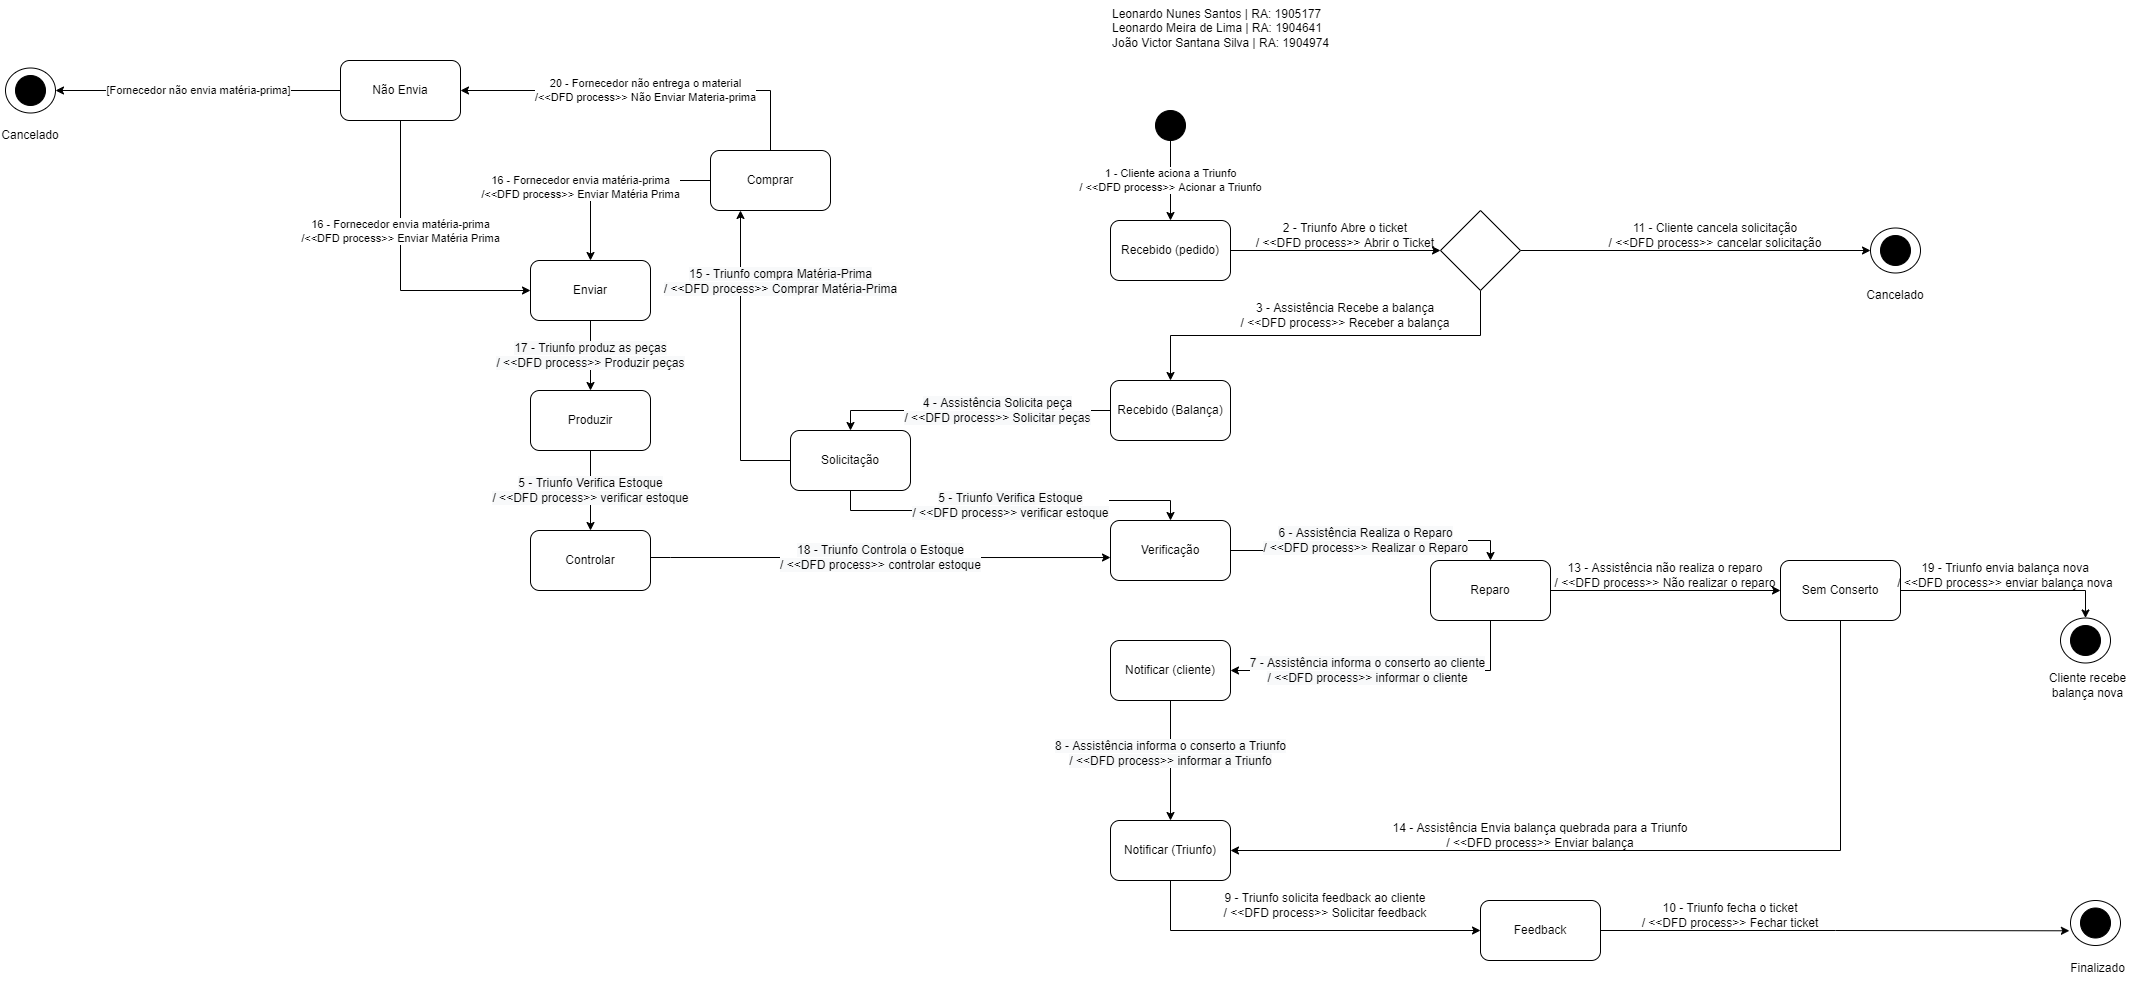 Leonardo Nunes Santos | RA: 1905177
Leonardo Meira de Lima | RA: 1904641
João Victor Santana Silva | RA: 1904974
Cancelado
[Fornecedor não envia matéria-prima]
Não Envia
20 - Fornecedor não entrega o material
/<<DFD process>> Não Enviar Materia-prima
Comprar
16 - Fornecedor envia matéria-prima
/<<DFD process>> Enviar Matéria Prima
16 - Fornecedor envia matéria-prima
/<<DFD process>> Enviar Matéria Prima
Enviar
15 - Triunfo compra Matéria-Prima
/ <<DFD process>> Comprar Matéria-Prima
17 - Triunfo produz as peças
/ <<DFD process>> Produzir peças
Produzir
5 - Triunfo Verifica Estoque
/ <<DFD process>> verificar estoque
Controlar
18 - Triunfo Controla o Estoque
/ <<DFD process>> controlar estoque
1 - Cliente aciona a Triunfo
/ <<DFD process>> Acionar a Triunfo
Recebido (pedido)
2 - Triunfo Abre o ticket
/ <<DFD process>> Abrir o Ticket
11 - Cliente cancela solicitação
/ <<DFD process>> cancelar solicitação
Cancelado
3 - Assistência Recebe a balança
/ <<DFD process>> Receber a balança
Recebido (Balança)
4 - Assistência Solicita peça
/ <<DFD process>> Solicitar peças
Solicitação
5 - Triunfo Verifica Estoque
/ <<DFD process>> verificar estoque
Verificação
6 - Assistência Realiza o Reparo
/ <<DFD process>> Realizar o Reparo
Reparo
13 - Assistência não realiza o reparo
/ <<DFD process>> Não realizar o reparo
Sem Conserto
19 - Triunfo envia balança nova
/ <<DFD process>> enviar balança nova
Cliente recebe
balança nova
7 - Assistência informa o conserto ao cliente
/ <<DFD process>> informar o cliente
Notificar (cliente)
8 - Assistência informa o conserto a Triunfo
/ <<DFD process>> informar a Triunfo
14 - Assistência Envia balança quebrada para a Triunfo
/ <<DFD process>> Enviar balança
Notificar (Triunfo)
9 - Triunfo solicita feedback ao cliente
/ <<DFD process>> Solicitar feedback
Feedback
10 - Triunfo fecha o ticket
/ <<DFD process>> Fechar ticket
Finalizado